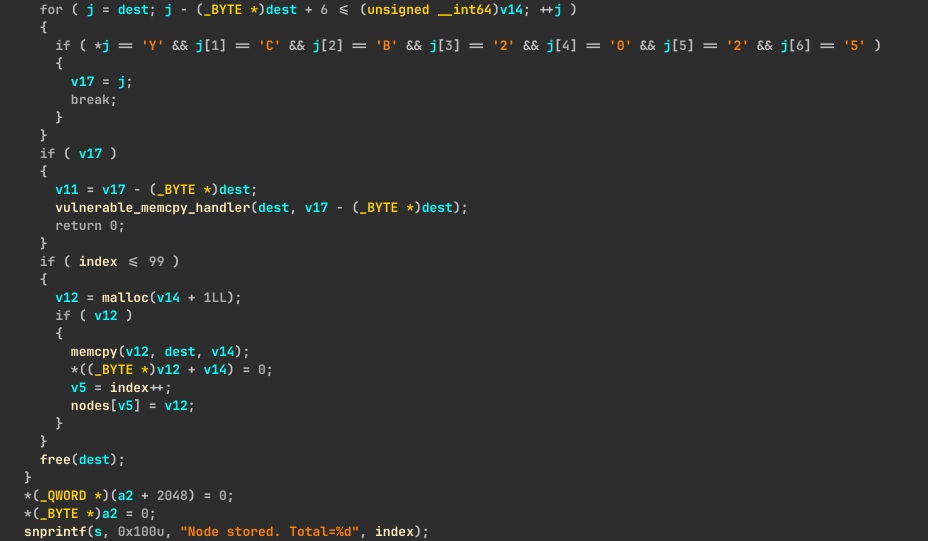 for ( j = dest; j - (_BYTE *)dest + 6 <= (unsigned __int64)v14; ++j )
{
if ( *j == 'Y' && j[1] == 'C' && j[2] == 'B' && j[3] == '2' && j[4] == '0' && j[5] == '2' && j[6] == '5' )
{
v17 = j;
break;
}
}
if ( v17 )
{
v11 = v17 - (_BYTE *)dest;
vulnerable_memcpy_handler(dest, v17 - (_BYTE *)dest);
return 0;
}
if ( index <= 99 )
{
v12 = malloc(v14 + 1LL);
if ( v12 )
{
memcpy(v12, dest, v14);
*((_BYTE *)v12 + v14) = 0;
v5 = index++;
nodes[v5] = v12;
}
}
free(dest);
}
*(_QWORD *)(a2 + 2048) = 0;
*(_BYTE *)a2 = 0;
snprintf(s, 0x100u, "Node stored. Total=%d", index);